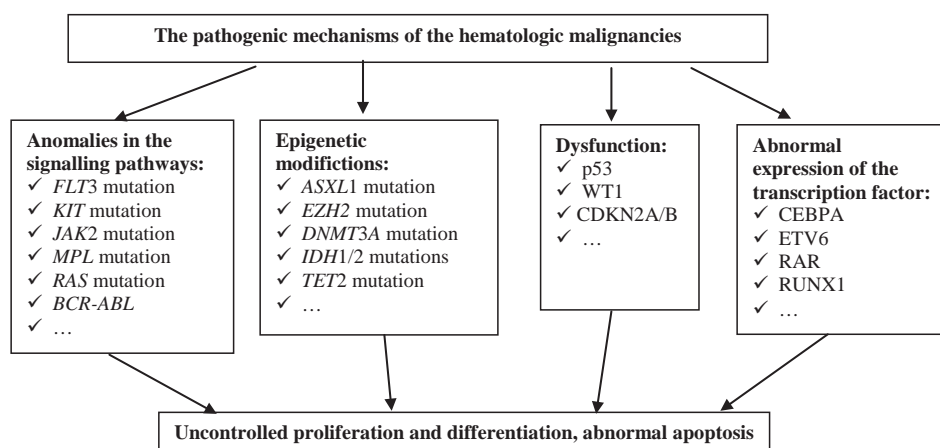 The pathogenic mechanisms of the hematologic malignancies
Anomalies in the
signalling pathways:
✓ FLT3 mutation
✓ KIT mutation
✓ JAK2 mutation
✓ MPL mutation
✓ RAS mutation
✓ BCR-ABL
✓ …
Epigenetic
modifictions:
✓ ASXL1 mutation
✓ EZH2 mutation
✓ DNMT3A mutation
✓ IDH1/2 mutations
✓ TET2 mutation
✓ …
Dysfunction:
✓ p53
✓ WT1
✓ CDKN2A/B
✓ …
Abnormal
expression of the
transcription factor:
✓ CEBPA
✓ ETV6
✓ RAR
✓ RUNX1
✓ …
Uncontrolled proliferation and differentiation, abnormal apoptosis